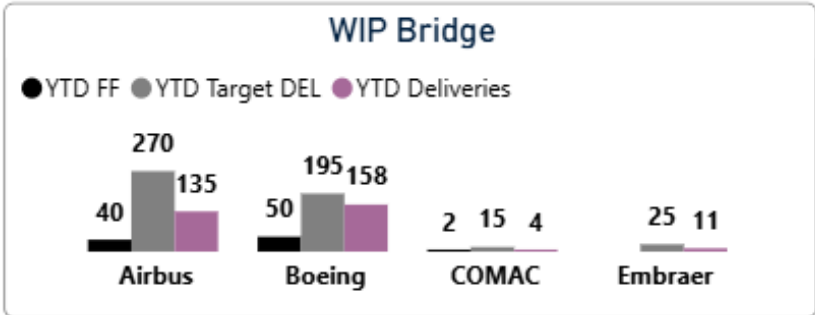 WIP Bridge
YTD FF YTD Target DEL YTD Deliveries
40 270 135 50 195 158 2 15 4 25 11
Airbus Boeing COMAC Embraer